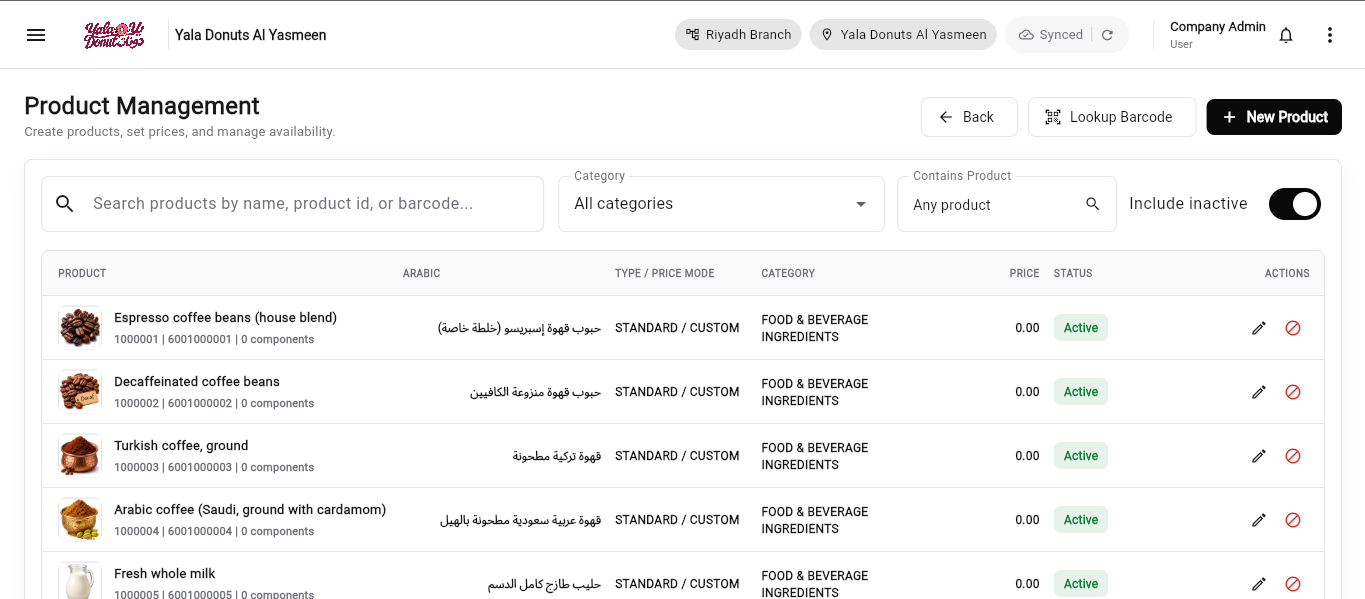 Yala Donuts
Yala Donuts Al Yasmeen
Riyadh Branch
Yala Donuts Al Yasmeen
Synced
Company Admin
User
Product Management
Create products, set prices, and manage availability.
Back
Lookup Barcode
New Product
Search products by name, product id, or barcode...
Category
All categories
Contains Product
Any product
Include inactive
PRODUCT ARABIC TYPE / PRICE MODE CATEGORY PRICE STATUS ACTIONS
Espresso coffee beans (house blend)
1000001 | 6001000001 | 0 components
حبوب قهوة إسبريسو (خلطة خاصة)
STANDARD / CUSTOM
FOOD & BEVERAGE
INGREDIENTS
0.00
Active
Decaffeinated coffee beans
1000002 | 6001000002 | 0 components
حبوب قهوة منزوعة الكافيين
STANDARD / CUSTOM
FOOD & BEVERAGE
INGREDIENTS
0.00
Active
Turkish coffee, ground
1000003 | 6001000003 | 0 components
قهوة تركية مطحونة
STANDARD / CUSTOM
FOOD & BEVERAGE
INGREDIENTS
0.00
Active
Arabic coffee (Saudi, ground with cardamom)
1000004 | 6001000004 | 0 components
قهوة عربية سعودية مطحونة بالهيل
STANDARD / CUSTOM
FOOD & BEVERAGE
INGREDIENTS
0.00
Active
Fresh whole milk
1000005 | 6001000005 | 0 components
حليب طازج كامل الدسم
STANDARD / CUSTOM
FOOD & BEVERAGE
INGREDIENTS
0.00
Active